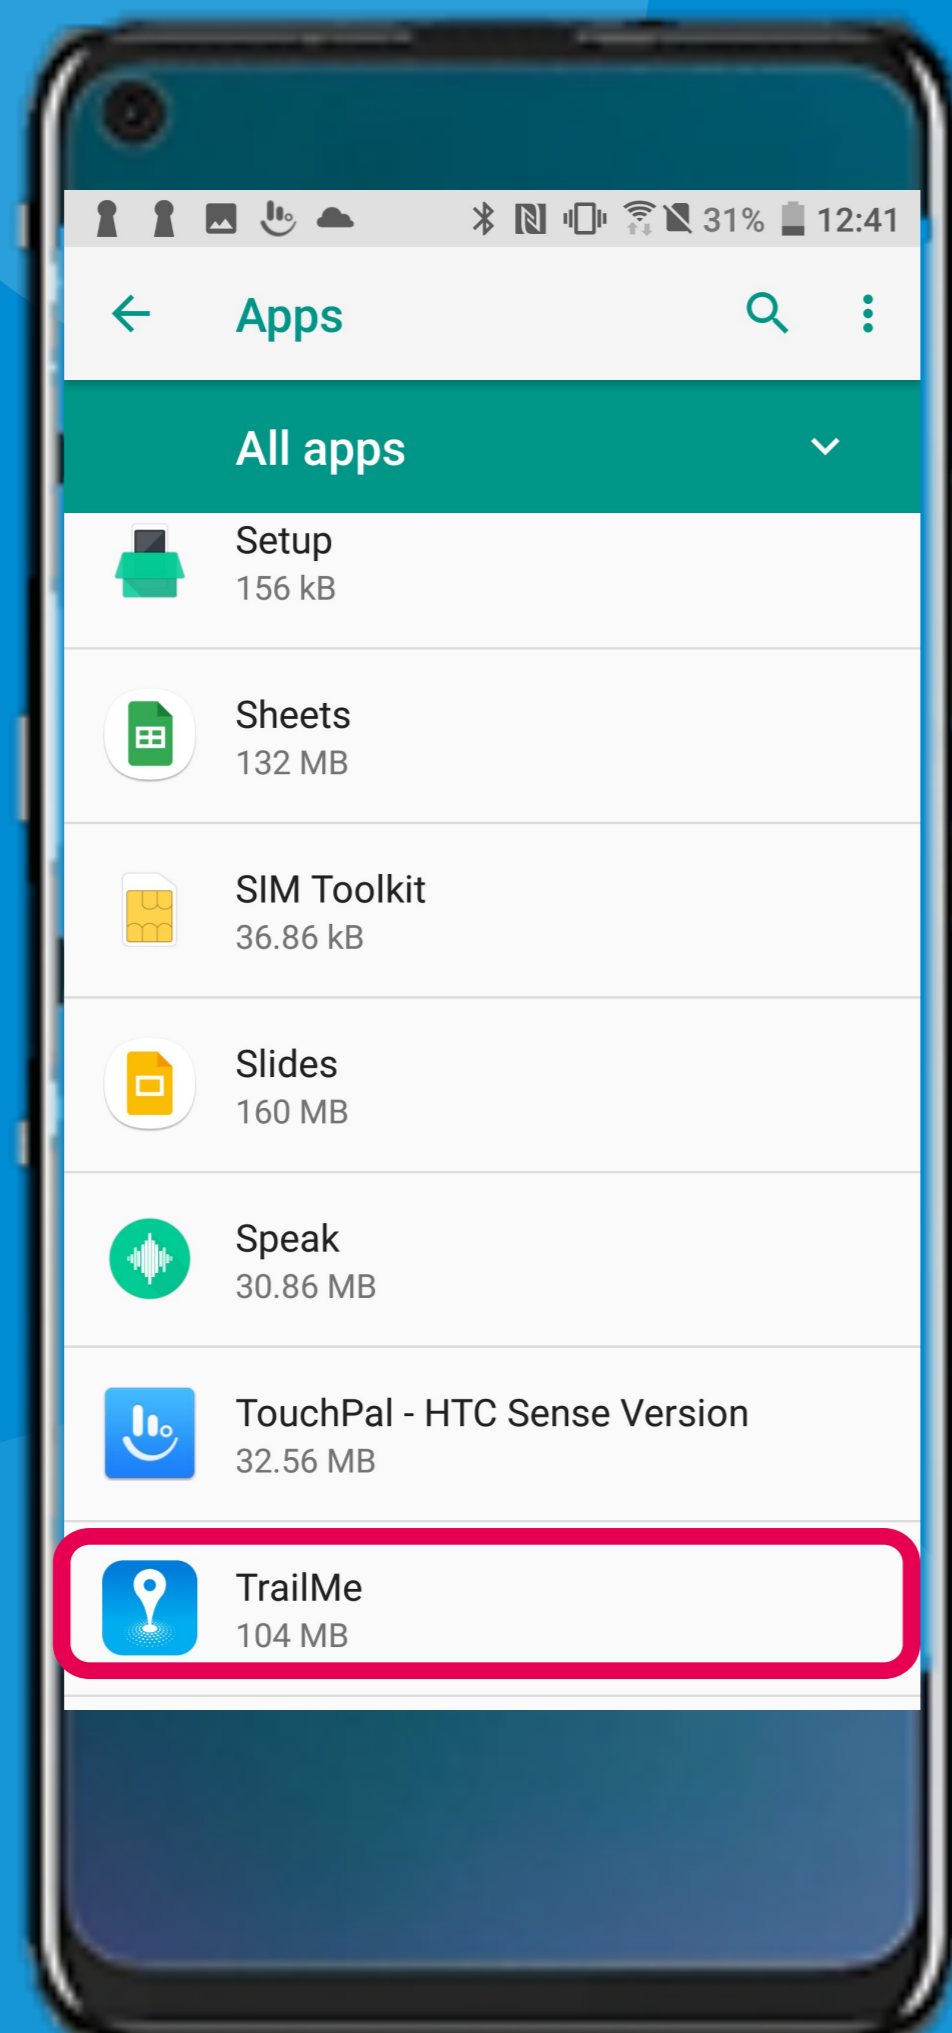 31% 12:41
Apps
All apps
Setup
156 kB
Sheets
132 MB
SIM Toolkit
36.86 kB
Slides
160 MB
Speak
30.86 MB
TouchPal - HTC Sense Version
32.56 MB
TrailMe
104 MB